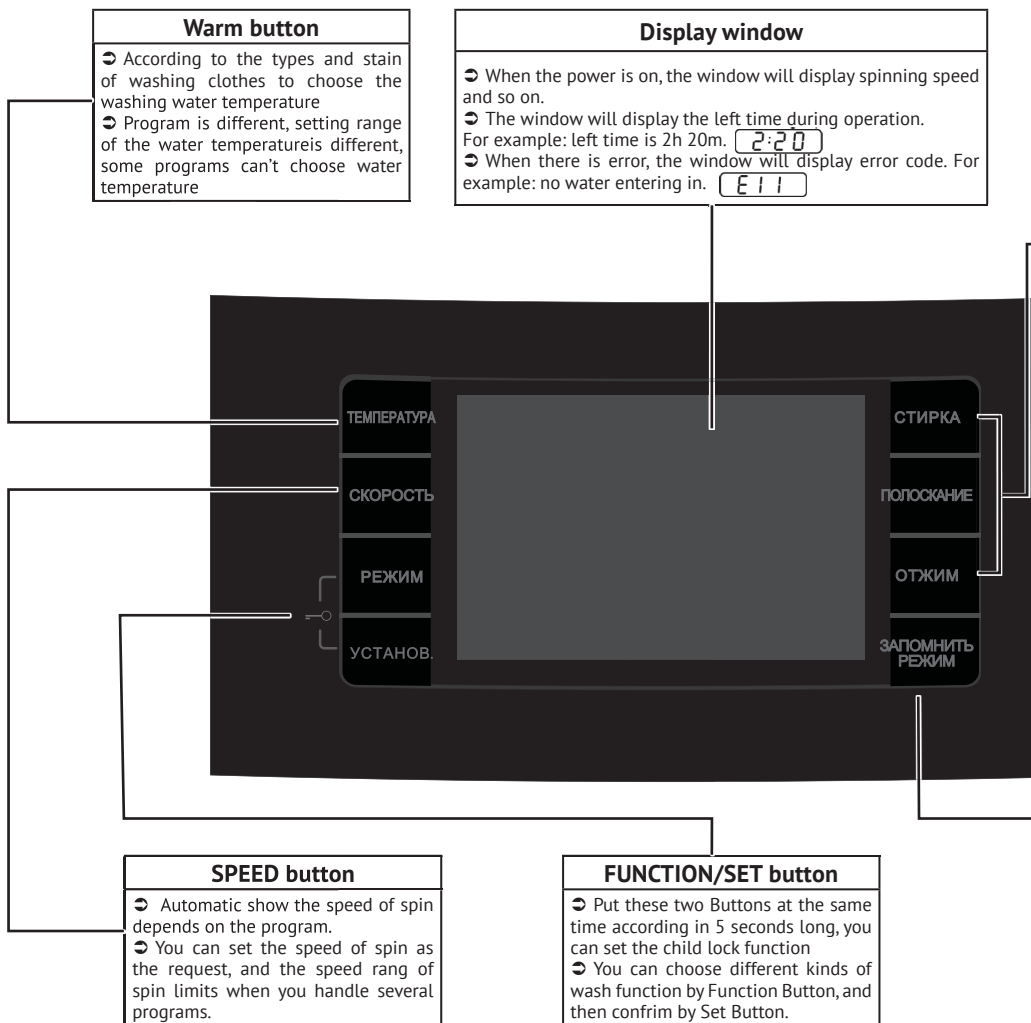 Warm button
➲ According to the types and stain
of washing clothes to choose the
washing water temperature
➲ Program is different, setting range
of the water temperatureis different,
some programs can't choose water
temperature
Display window
➲ When the power is on, the window will display spinning speed
and so on.
➲ The window will display the left time during operation.
For example: left time is 2h 20m. 2:20
➲ When there is error, the window will display error code. For
example: no water entering in. E11
ТЕМПЕРАТУРА
СКОРОСТЬ
РЕЖИМ
УСТАНОВ.
СТИРКА
ПОЛОСКАНИЕ
ОТЖИМ
ЗАПОМНИТЬ
РЕЖИМ
SPEED button
➲ Automatic show the speed of spin
depends on the program.
➲ You can set the speed of spin as
the request, and the speed rang of
spin limits when you handle several
programs.
FUNCTION/SET button
➲ Put these two Buttons at the same
time according in 5 seconds long, you
can set the child lock function
➲ You can choose different kinds of
wash function by Function Button, and
then confrim by Set Button.